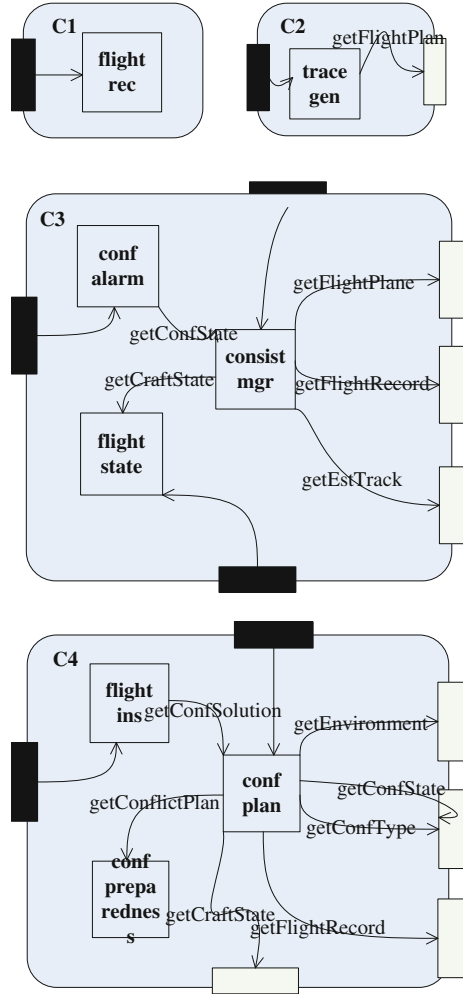 C1
flight
rec
C2
getFlightPlan
trace
gen
C3
conf
alarm
getFlightPlane
getConfState
consist
mgr
getCraftState
getFlightRecord
flight
state
getEstTrack
C4
flight
ins
getConfSolution
getEnvironment
conf
plan
getConfState
getConflictPlan
getConfType
conf
prepa
rednes
s
getCraftState
getFlightRecord